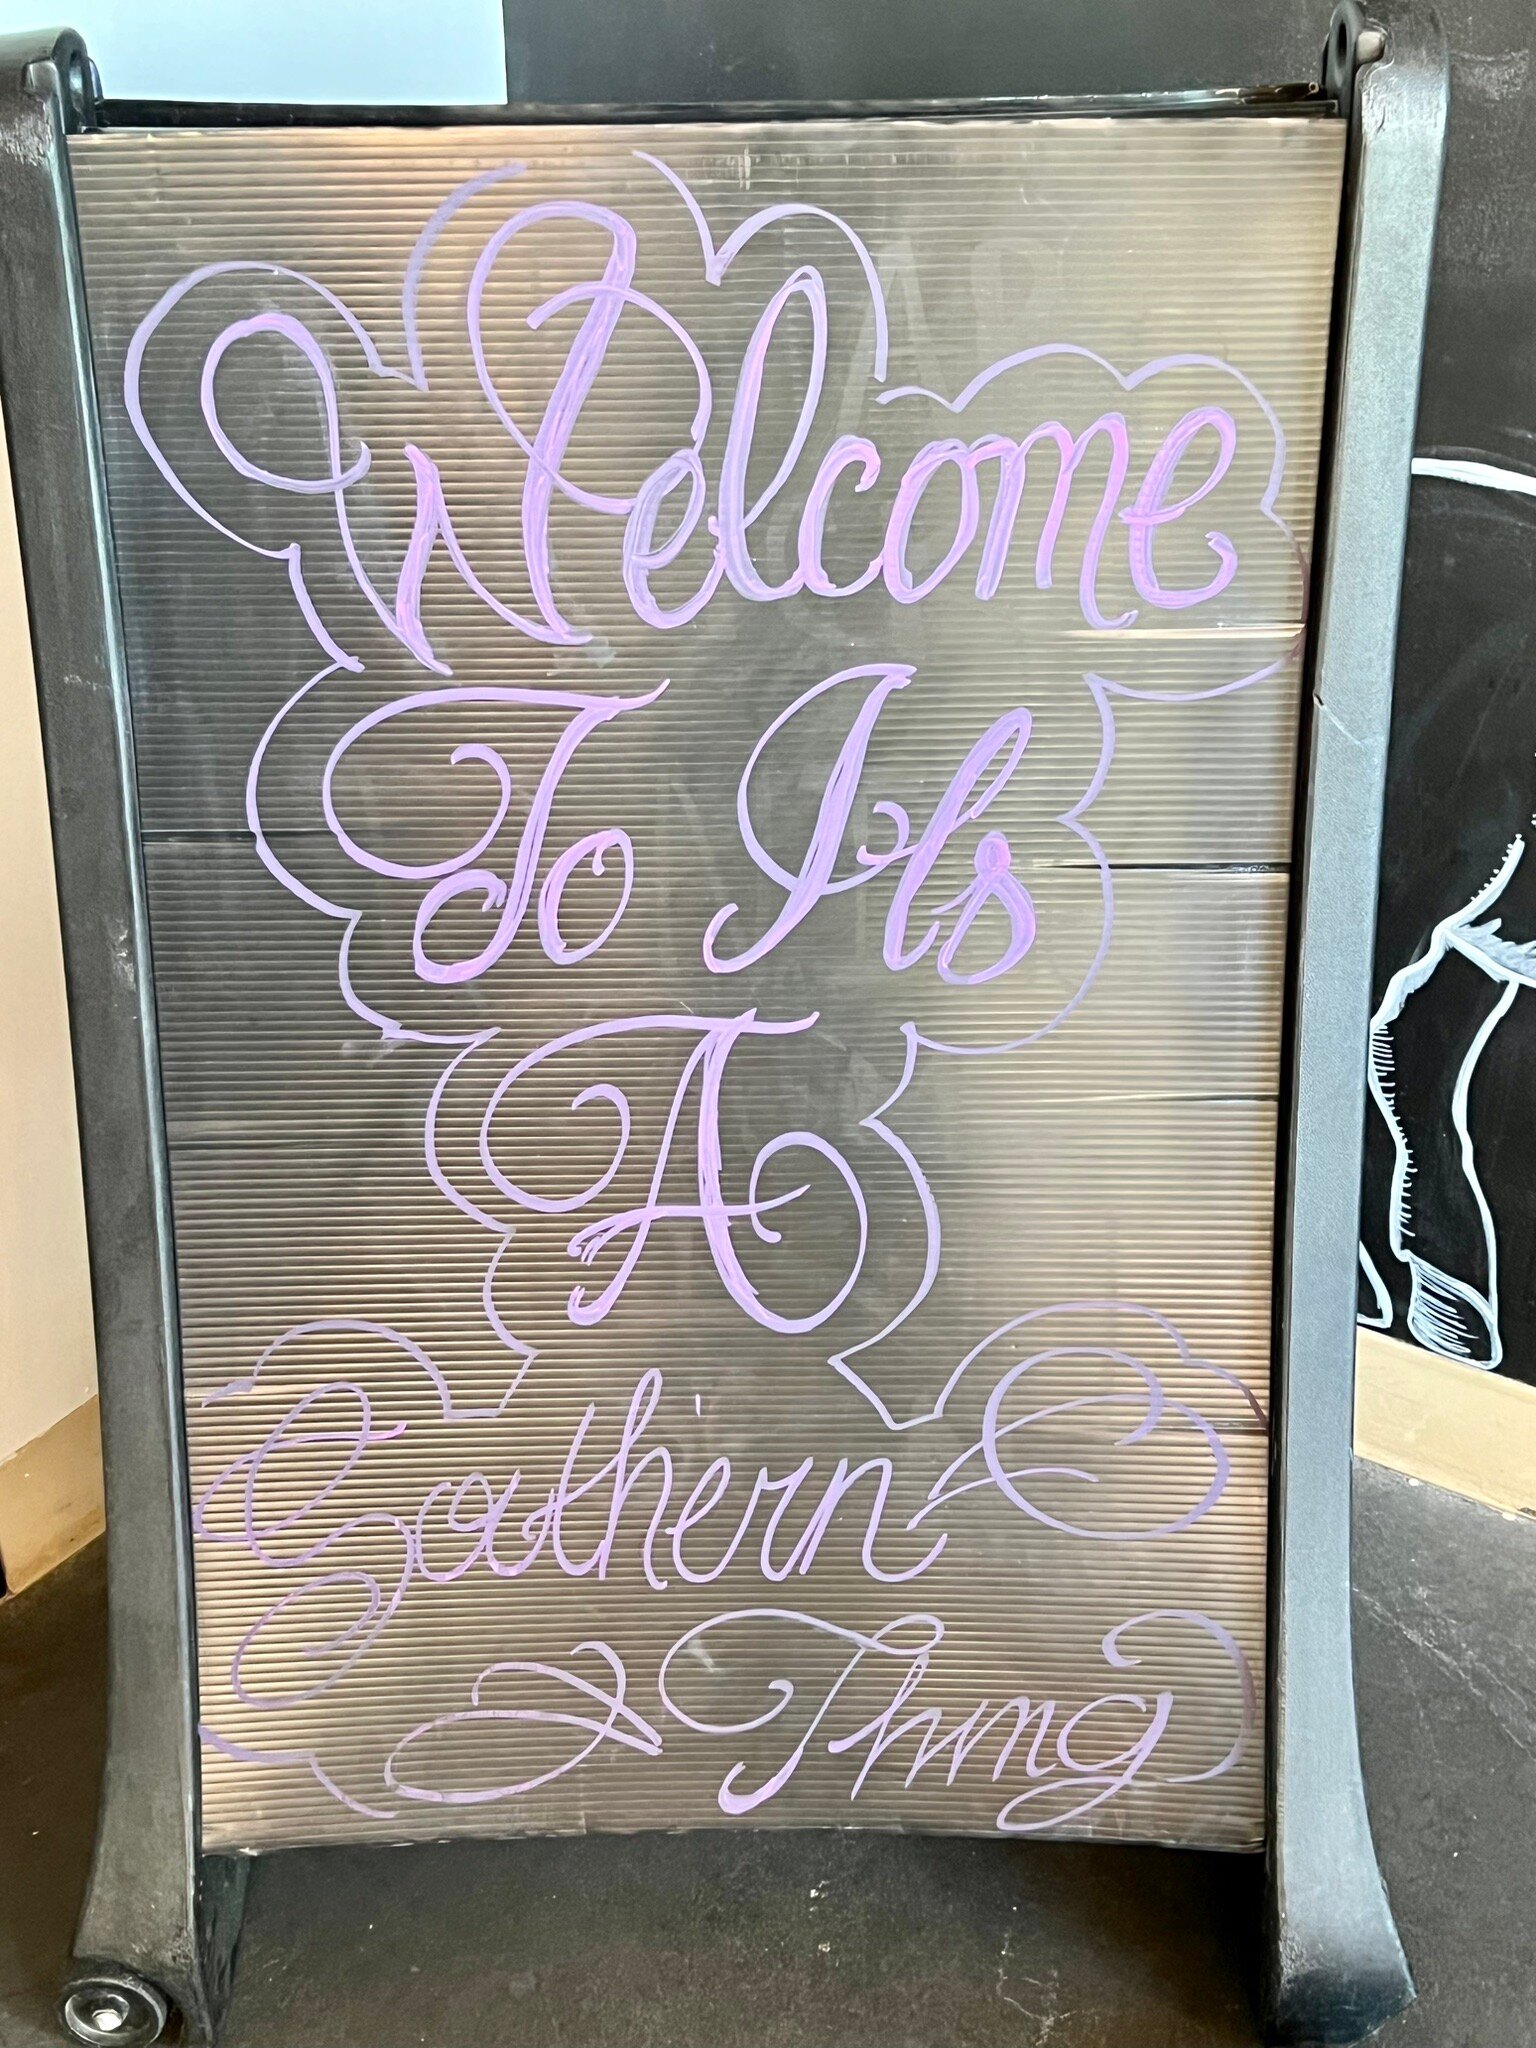 Welcome
To Its
A
Southern
Thing